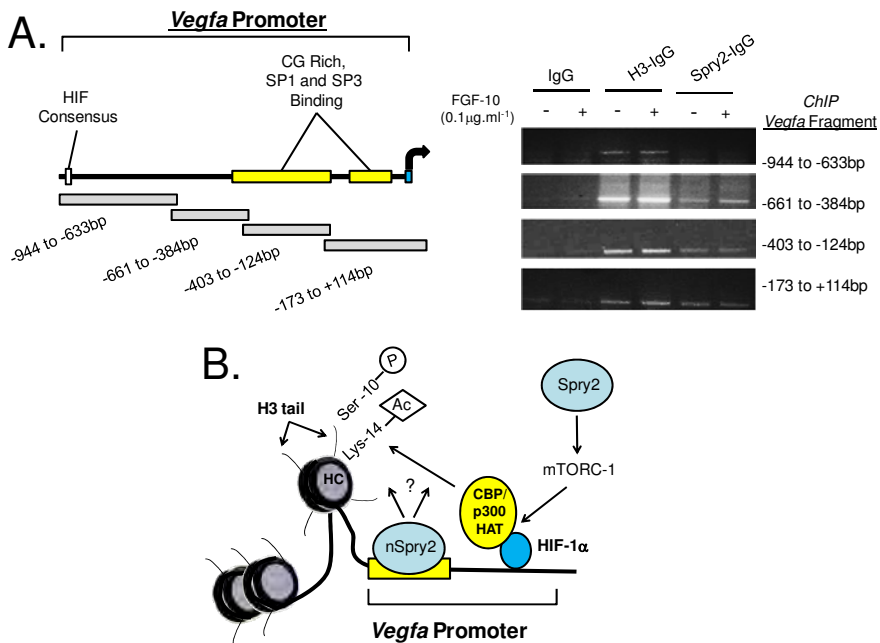 A.
Vegfa Promoter
HIF
Consensus
CG Rich,
SP1 and SP3
Binding
-944 to -633bp
-661 to -384bp
-403 to -124bp
-173 to +114bp
IgG
H3-IgG
Spry2-IgG
FGF-10
(0.1µg.ml⁻¹)
- + - + - +
ChIP
Vegfa Fragment
-944 to -633bp
-661 to -384bp
-403 to -124bp
-173 to +114bp
B.
H3 tail
Ser -10
P
Lys-14
Ac
HC
?
nSpry2
CBP/
p300
HAT
HIF-1α
Spry2
mTORC-1
Vegfa Promoter